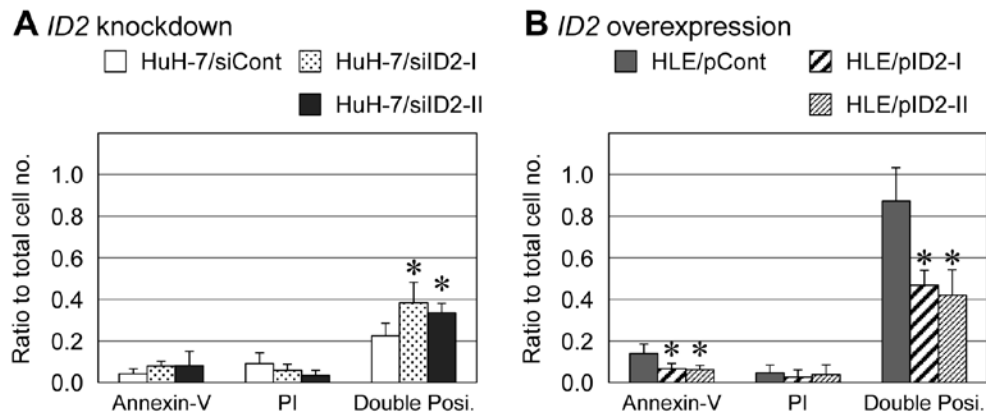 A ID2 knockdown
HuH-7/siCont HuH-7/siID2-I
HuH-7/siID2-II
Ratio to total cell no.
1.0
0.8
0.6
0.4
0.2
0.0
* *
Annexin-V PI Double Posi.
B ID2 overexpression
HLE/pCont HLE/pID2-I
HLE/pID2-II
Ratio to total cell no.
1.0
0.8
0.6
0.4
0.2
0.0
* * * *
Annexin-V PI Double Posi.